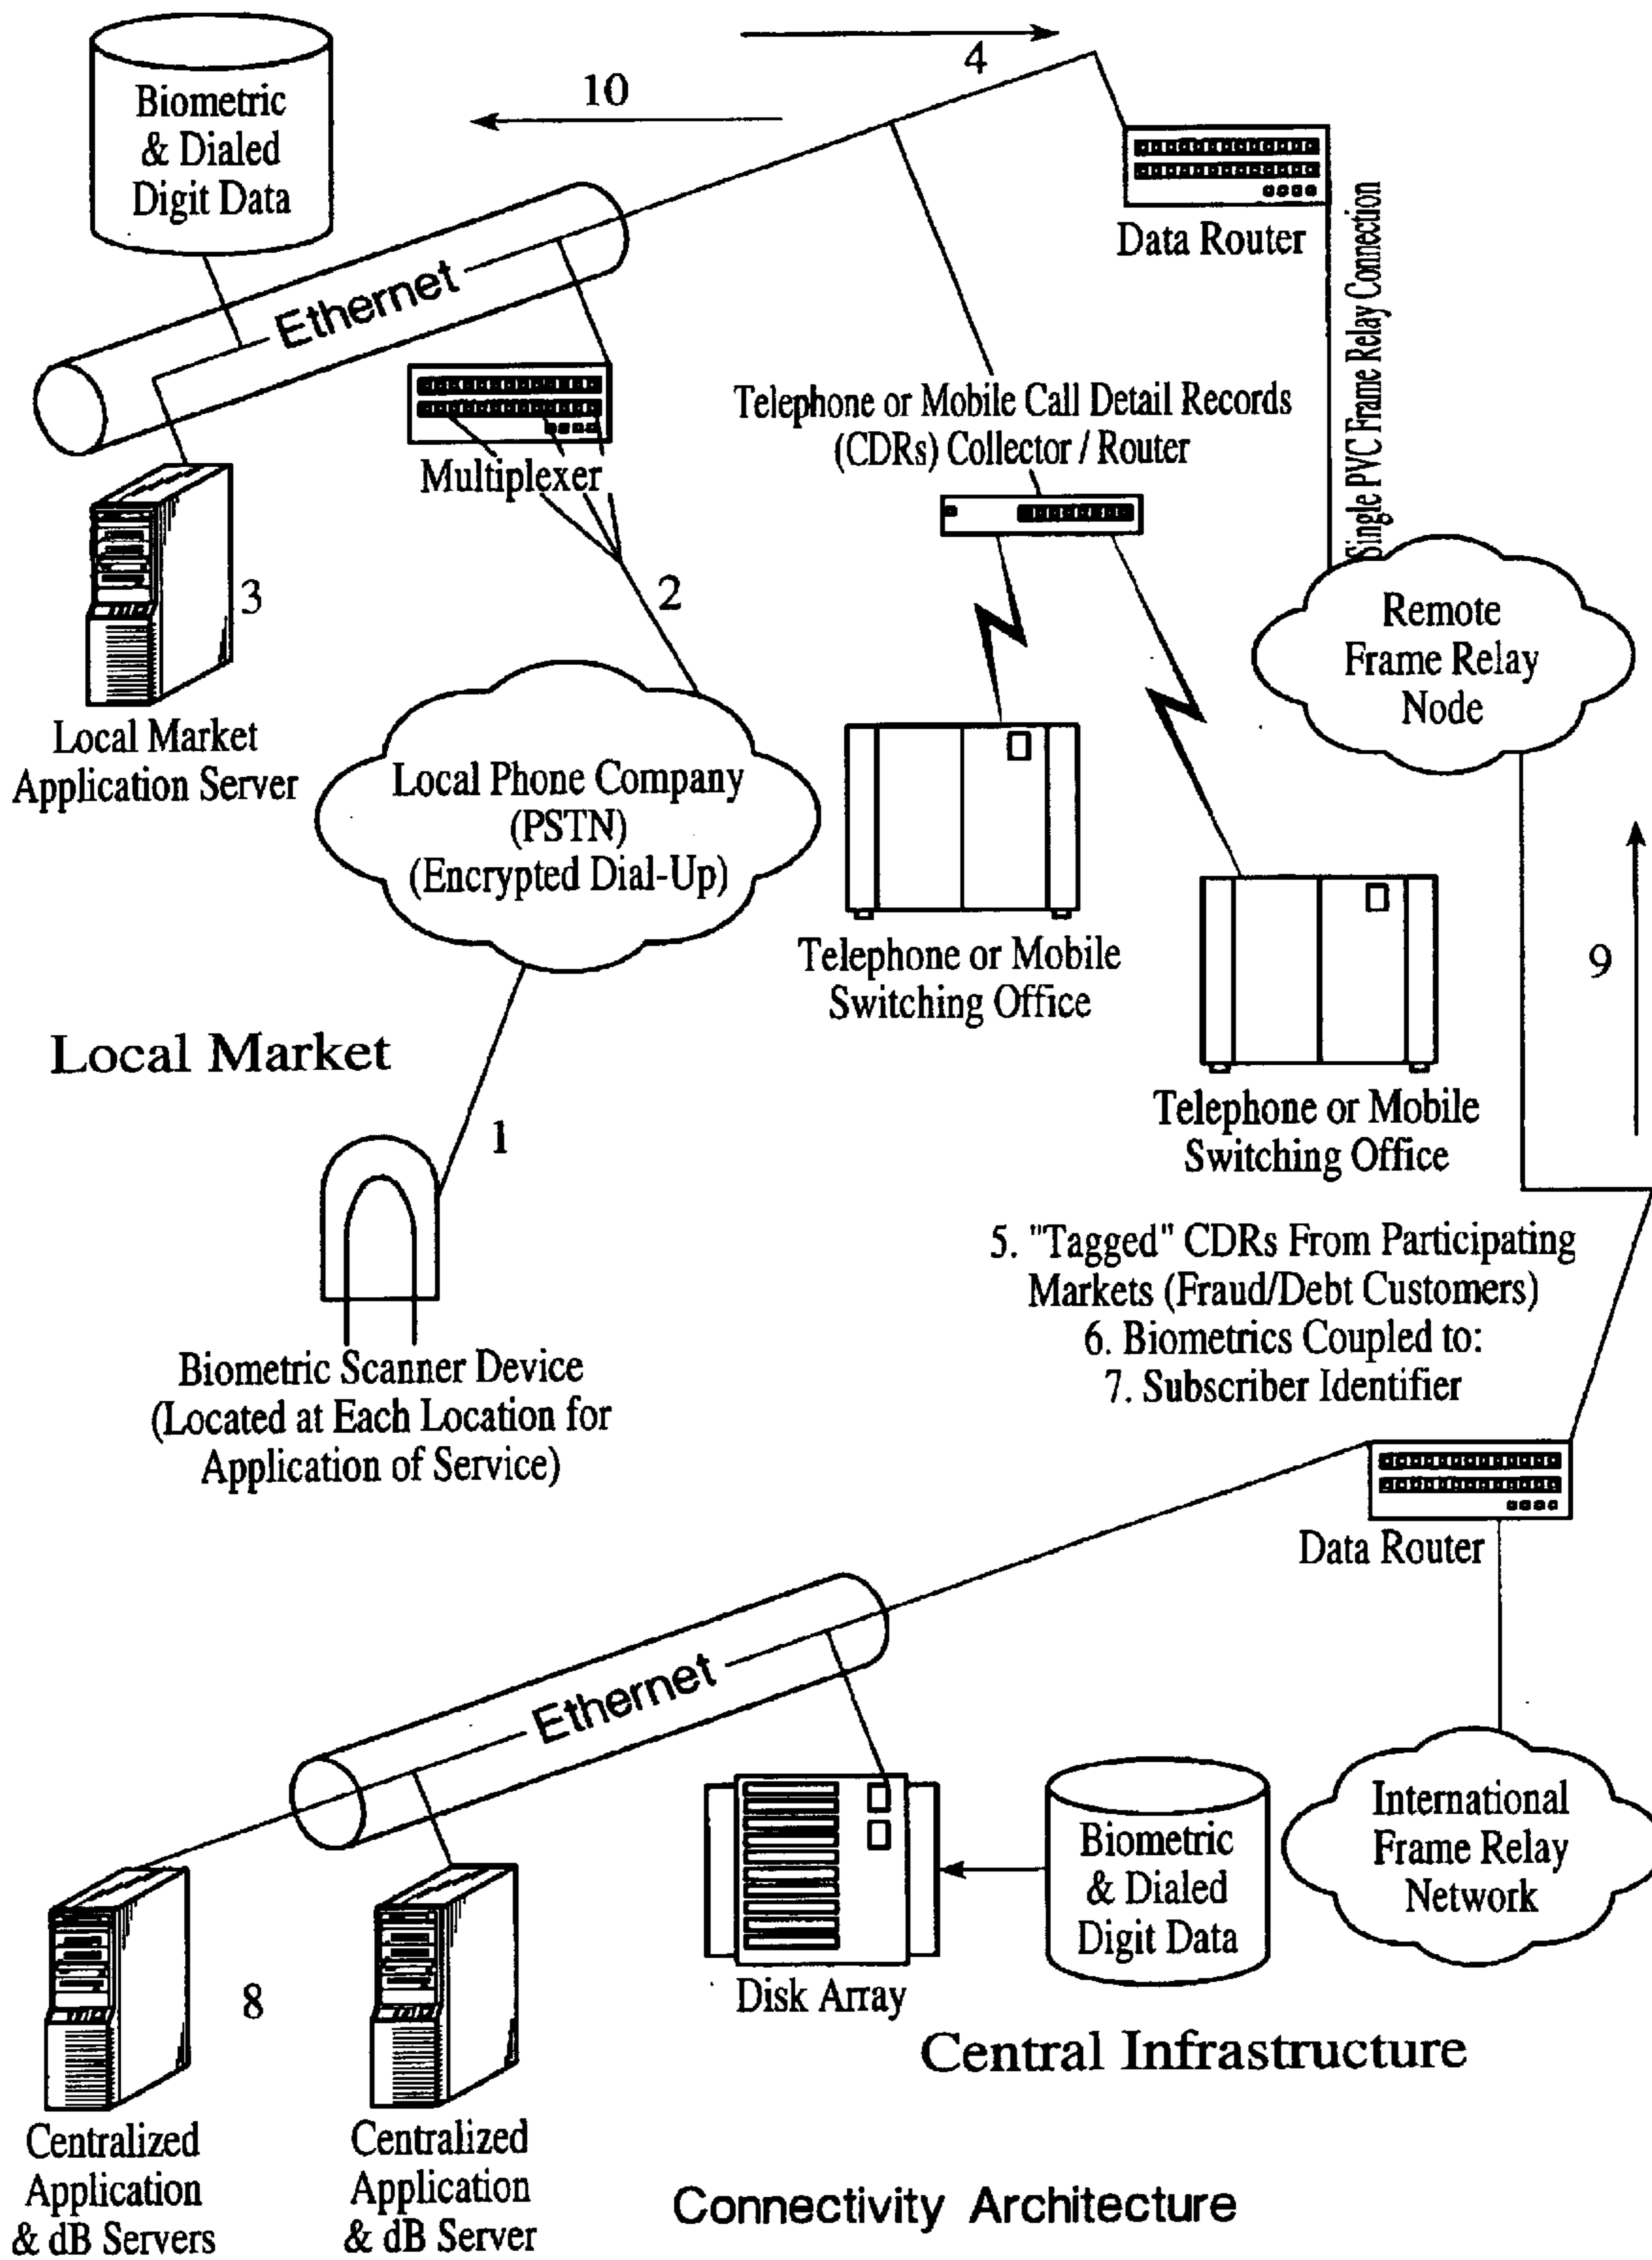 4
10
Biometric
& Dialed
Digit Data
Data Router
Single PVC Frame Relay Connection
Ethernet
Multiplexer
Telephone or Mobile Call Detail Records
(CDRs) Collector / Router
3
2
Remote
Frame Relay
Node
Local Market
Application Server
Local Phone Company
(PSTN)
(Encrypted Dial-Up)
Telephone or Mobile
Switching Office
9
Local Market
Telephone or Mobile
Switching Office
1
5. "Tagged" CDRs From Participating
Markets (Fraud/Debt Customers)
6. Biometrics Coupled to:
7. Subscriber Identifier
Biometric Scanner Device
(Located at Each Location for
Application of Service)
Data Router
Ethernet
International
Frame Relay
Network
Biometric
& Dialed
Digit Data
Disk Array
8
Central Infrastructure
Centralized
Application
& dB Servers
Centralized
Application
& dB Server
Connectivity Architecture